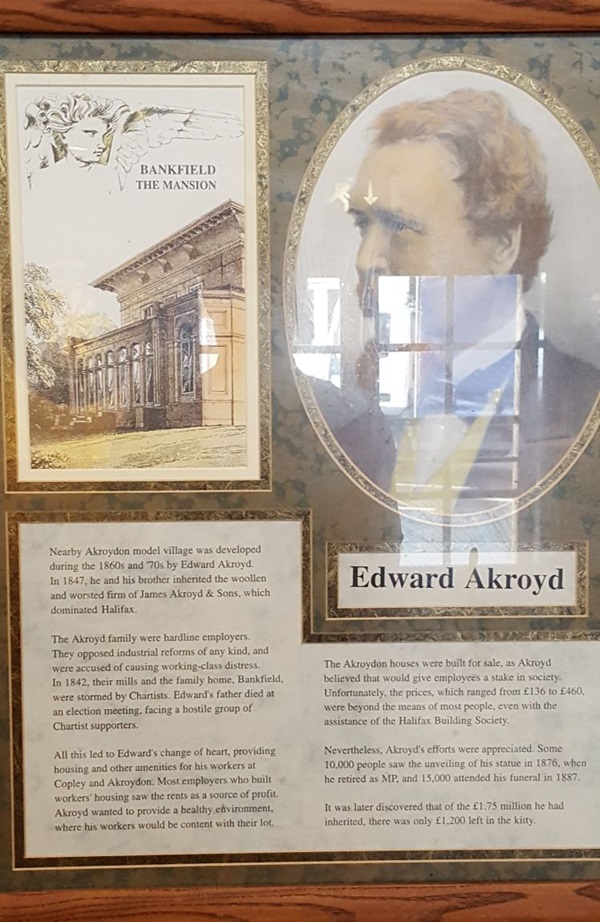 BANKFIELD
THE MANSION
Edward Akroyd
Nearby Akroydon model village was developed
during the 1860s and '70s by Edward Akroyd.
In 1847, he and his brother inherited the woollen
and worsted firm of James Akroyd & Sons, which
dominated Halifax.
The Akroyd family were hardline employers.
They opposed industrial reforms of any kind, and
were accused of causing working-class distress.
In 1842, their mills and the family home, Bankfield,
were stormed by Chartists. Edward's father died at
an election meeting, facing a hostile group of
Chartist supporters.
All this led to Edward's change of heart, providing
housing and other amenities for his workers at
Copley and Akroydon. Most employers who built
workers' housing saw the rents as a source of profit.
Akroyd wanted to provide a healthy environment,
where his workers would be content with their lot.
The Akroydon houses were built for sale, as Akroyd
believed that would give employees a stake in society.
Unfortunately, the prices, which ranged from £136 to £460,
were beyond the means of most people, even with the
assistance of the Halifax Building Society.
Nevertheless, Akroyd's efforts were appreciated. Some
10,000 people saw the unveiling of his statue in 1876, when
he retired as MP, and 15,000 attended his funeral in 1887.
It was later discovered that of the £1.75 million he had
inherited, there was only £1,200 left in the kitty.